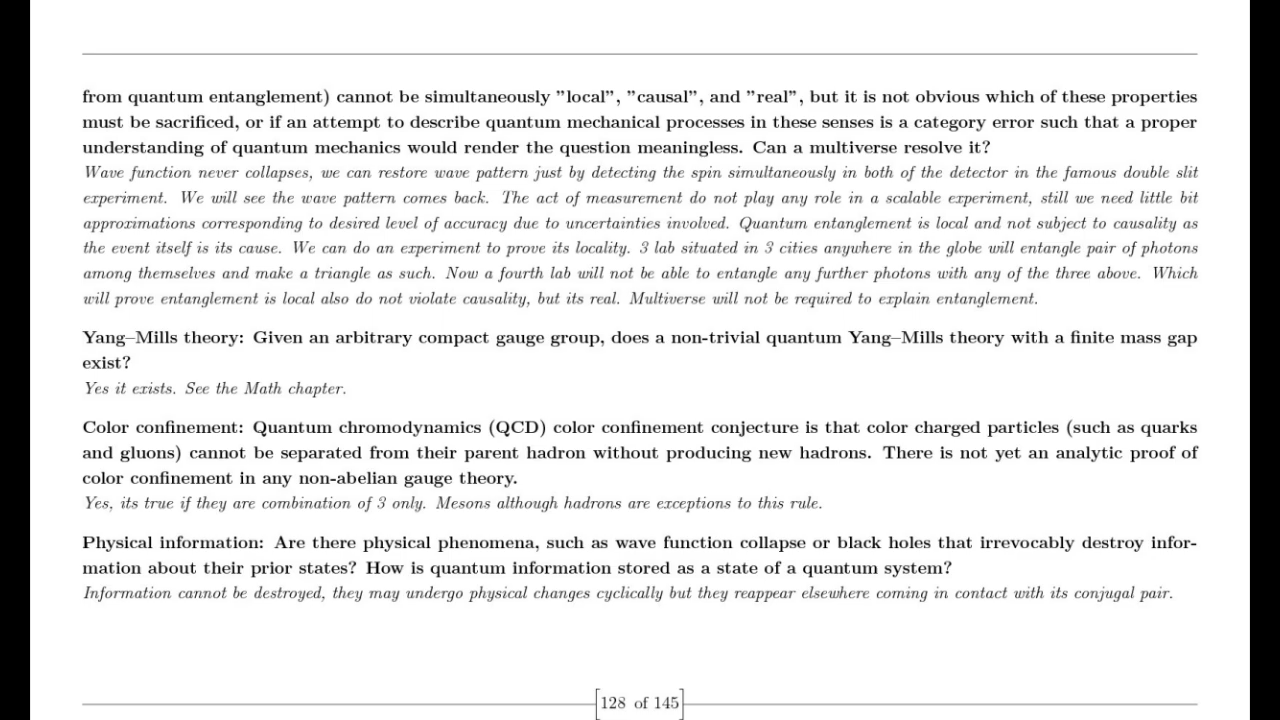 from quantum entanglement) cannot be simultaneously ”local”, ”causal”, and ”real”, but it is not obvious which of these properties
must be sacrificed, or if an attempt to describe quantum mechanical processes in these senses is a category error such that a proper
understanding of quantum mechanics would render the question meaningless. Can a multiverse resolve it?
Wave function never collapses, we can restore wave pattern just by detecting the spin simultaneously in both of the detector in the famous double slit
experiment. We will see the wave pattern comes back. The act of measurement do not play any role in a scalable experiment, still we need little bit
approximations corresponding to desired level of accuracy due to uncertainties involved. Quantum entanglement is local and not subject to causality as
the event itself is its cause. We can do an experiment to prove its locality. 3 lab situated in 3 cities anywhere in the globe will entangle pair of photons
among themselves and make a triangle as such. Now a fourth lab will not be able to entangle any further photons with any of the three above. Which
will prove entanglement is local also do not violate causality, but its real. Multiverse will not be required to explain entanglement.
Yang–Mills theory: Given an arbitrary compact gauge group, does a non-trivial quantum Yang–Mills theory with a finite mass gap
exist?
Yes it exists. See the Math chapter.
Color confinement: Quantum chromodynamics (QCD) color confinement conjecture is that color charged particles (such as quarks
and gluons) cannot be separated from their parent hadron without producing new hadrons. There is not yet an analytic proof of
color confinement in any non-abelian gauge theory.
Yes, its true if they are combination of 3 only. Mesons although hadrons are exceptions to this rule.
Physical information: Are there physical phenomena, such as wave function collapse or black holes that irrevocably destroy infor-
mation about their prior states? How is quantum information stored as a state of a quantum system?
Information cannot be destroyed, they may undergo physical changes cyclically but they reappear elsewhere coming in contact with its conjugal pair.
[128 of 145]